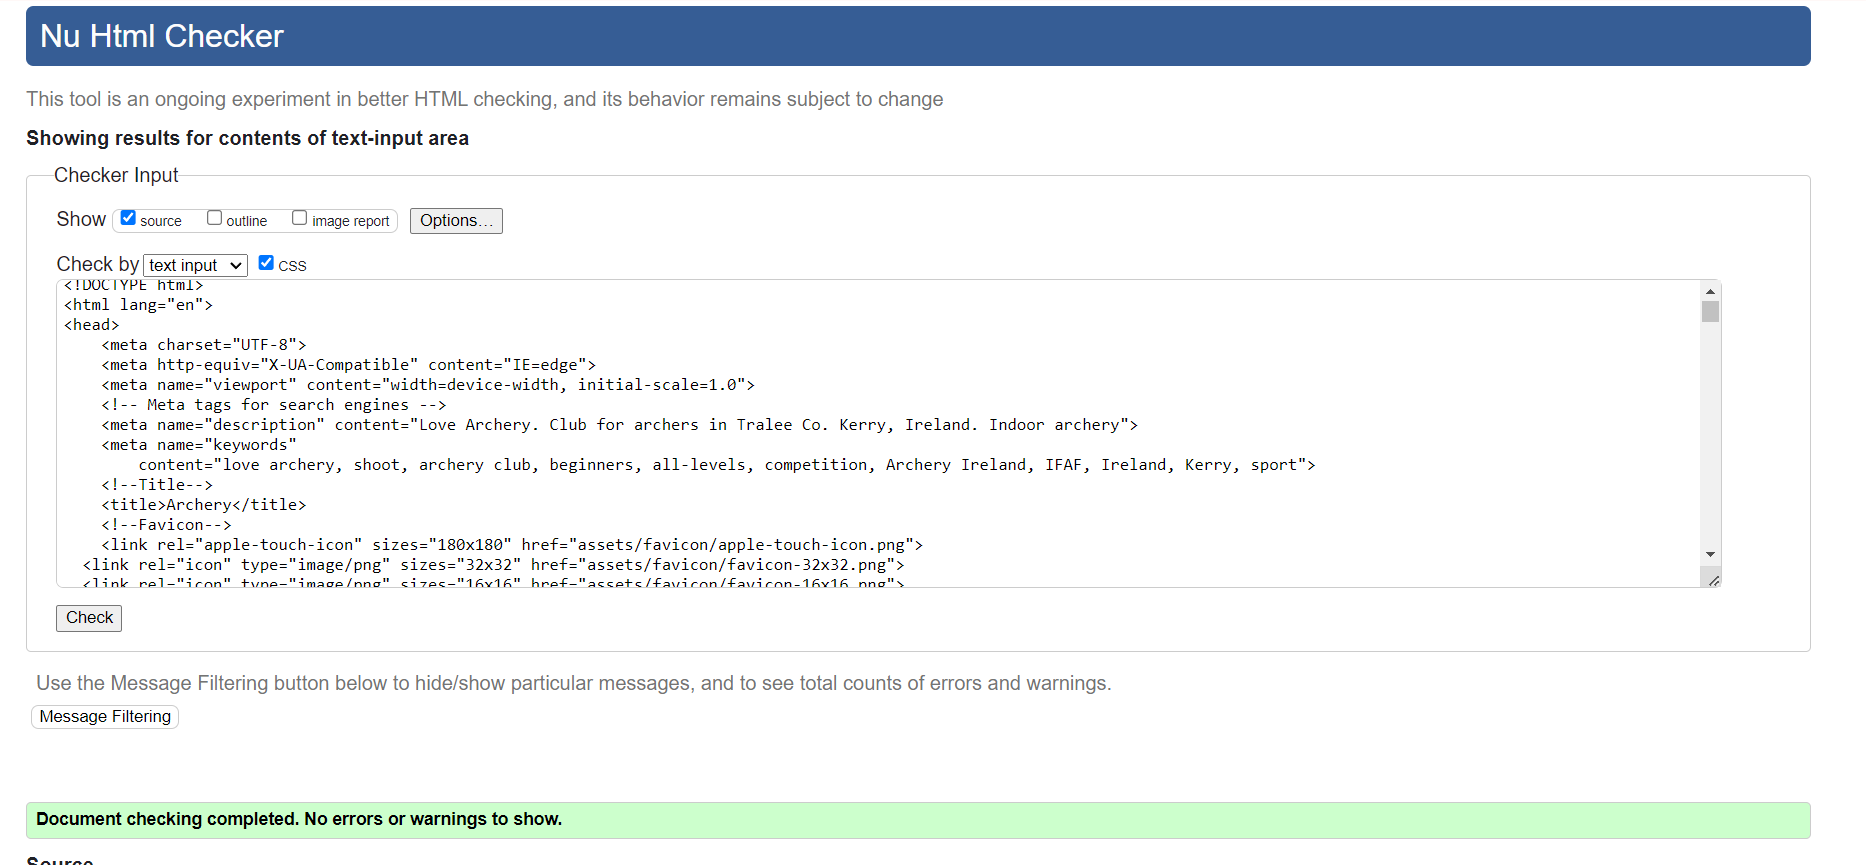 Nu Html Checker
This tool is an ongoing experiment in better HTML checking, and its behavior remains subject to change
Showing results for contents of text-input area
Checker Input
Show source outline image report Options...
Check by text input CSS
<!DOCTYPE html>
<html lang="en">
<head>
    <meta charset="UTF-8">
    <meta http-equiv="X-UA-Compatible" content="IE=edge">
    <meta name="viewport" content="width=device-width, initial-scale=1.0">
    <!-- Meta tags for search engines -->
    <meta name="description" content="Love Archery. Club for archers in Tralee Co. Kerry, Ireland. Indoor archery">
    <meta name="keywords"
        content="love archery, shoot, archery club, beginners, all-levels, competition, Archery Ireland, IFAF, Ireland, Kerry, sport">
    <!--Title-->
    <title>Archery</title>
    <!--Favicon-->
    <link rel="apple-touch-icon" sizes="180x180" href="assets/favicon/apple-touch-icon.png">
  <link rel="icon" type="image/png" sizes="32x32" href="assets/favicon/favicon-32x32.png">
  <link rel="icon" type="image/png" sizes="16x16" href="assets/favicon/favicon-16x16.png">
Check
Use the Message Filtering button below to hide/show particular messages, and to see total counts of errors and warnings.
Message Filtering
Document checking completed. No errors or warnings to show.
Source